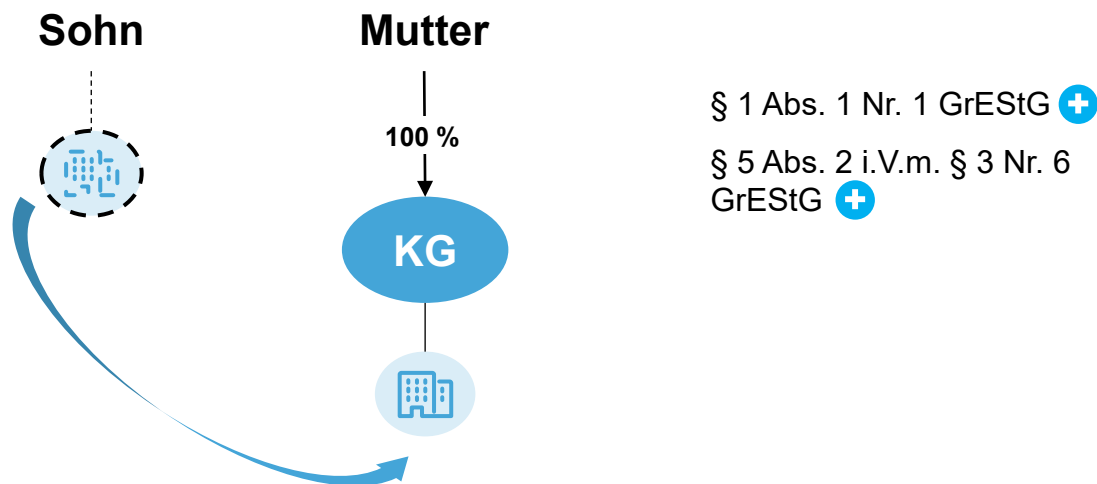 Sohn
Mutter
100 %
KG
§ 1 Abs. 1 Nr. 1 GrEStG
§ 5 Abs. 2 i.V.m. § 3 Nr. 6
GrEStG